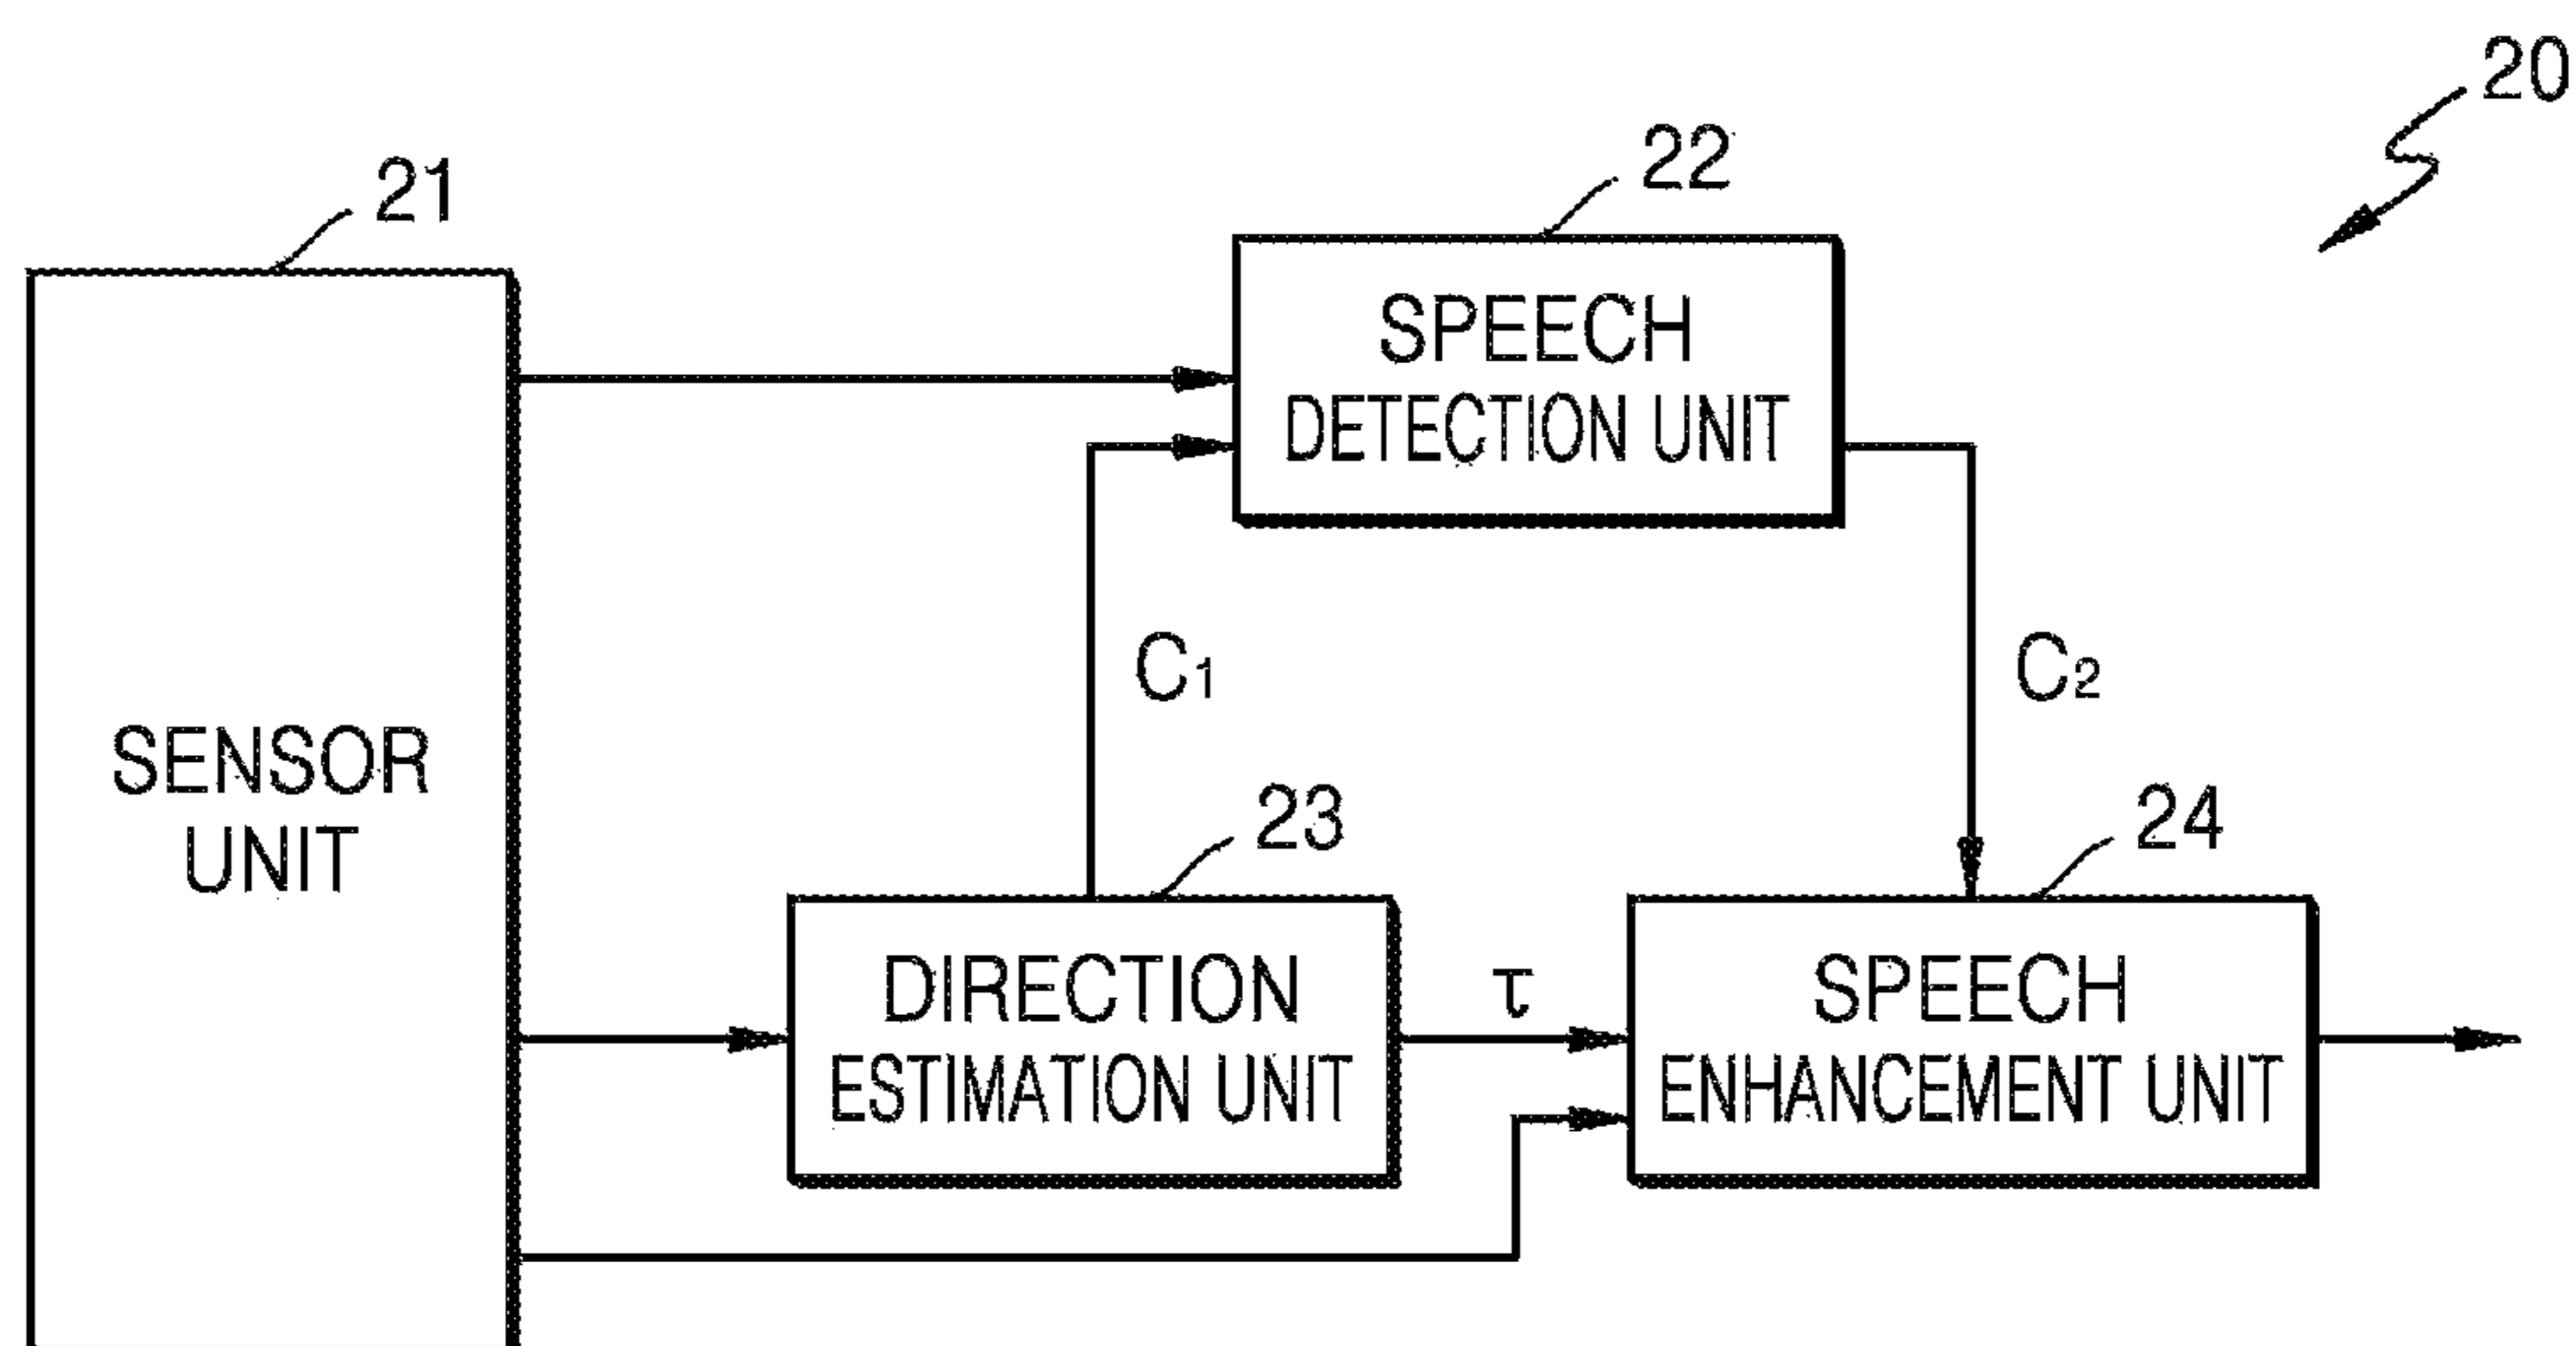 20
21
22
SPEECH
DETECTION UNIT
C1
C2
SENSOR
UNIT
23
24
DIRECTION
ESTIMATION UNIT
τ
SPEECH
ENHANCEMENT UNIT